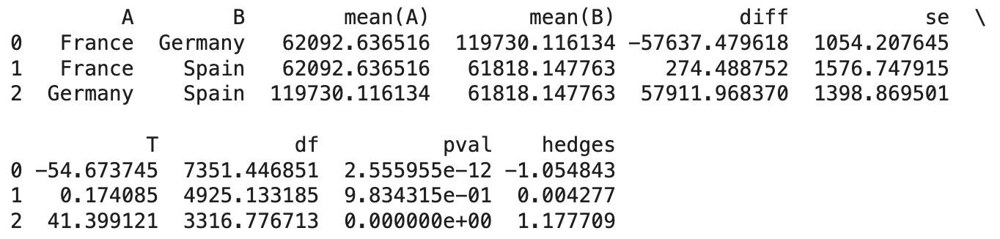 A B mean(A) mean(B) diff se \
0 France Germany 62092.636516 119730.116134 -57637.479618 1054.207645
1 France Spain 62092.636516 61818.147763 274.488752 1576.747915
2 Germany Spain 119730.116134 61818.147763 57911.968370 1398.869501
T df pval hedges
0 -54.673745 7351.446851 2.555955e-12 -1.054843
1 0.174085 4925.133185 9.834315e-01 0.004277
2 41.399121 3316.776713 0.000000e+00 1.177709